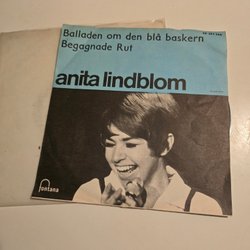 Balladen om den blå baskern
Begagnade Rut
anita lindblom
Fontana